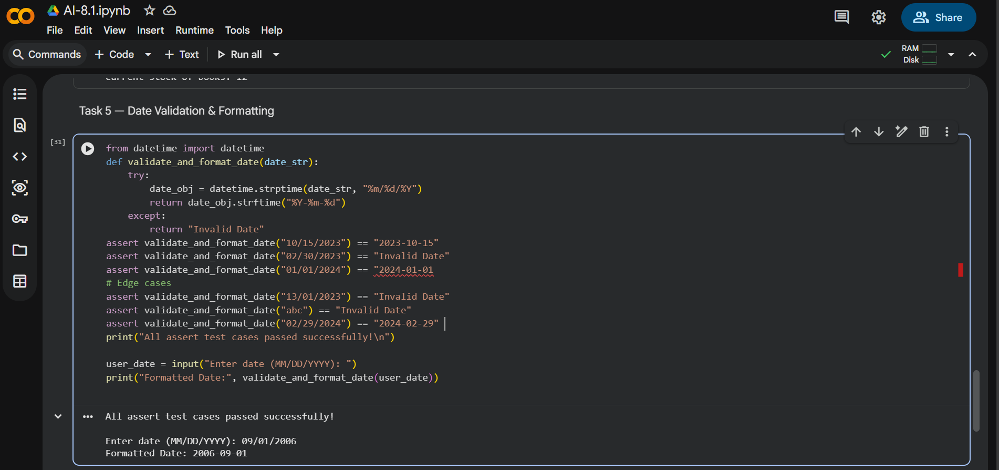 AI-8.1.ipynb
File Edit View Insert Runtime Tools Help
Share
Commands + Code + Text Run all
RAM
Disk
Current stock of books: 12
Task 5 — Date Validation & Formatting
[31]
from datetime import datetime
def validate_and_format_date(date_str):
    try:
        date_obj = datetime.strptime(date_str, "%m/%d/%Y")
        return date_obj.strftime("%Y-%m-%d")
    except:
        return "Invalid Date"
assert validate_and_format_date("10/15/2023") == "2023-10-15"
assert validate_and_format_date("02/30/2023") == "Invalid Date"
assert validate_and_format_date("01/01/2024") == "2024-01-01
# Edge cases
assert validate_and_format_date("13/01/2023") == "Invalid Date"
assert validate_and_format_date("abc") == "Invalid Date"
assert validate_and_format_date("02/29/2024") == "2024-02-29"
print("All assert test cases passed successfully!\n")
user_date = input("Enter date (MM/DD/YYYY): ")
print("Formatted Date:", validate_and_format_date(user_date))
All assert test cases passed successfully!
Enter date (MM/DD/YYYY): 09/01/2006
Formatted Date: 2006-09-01